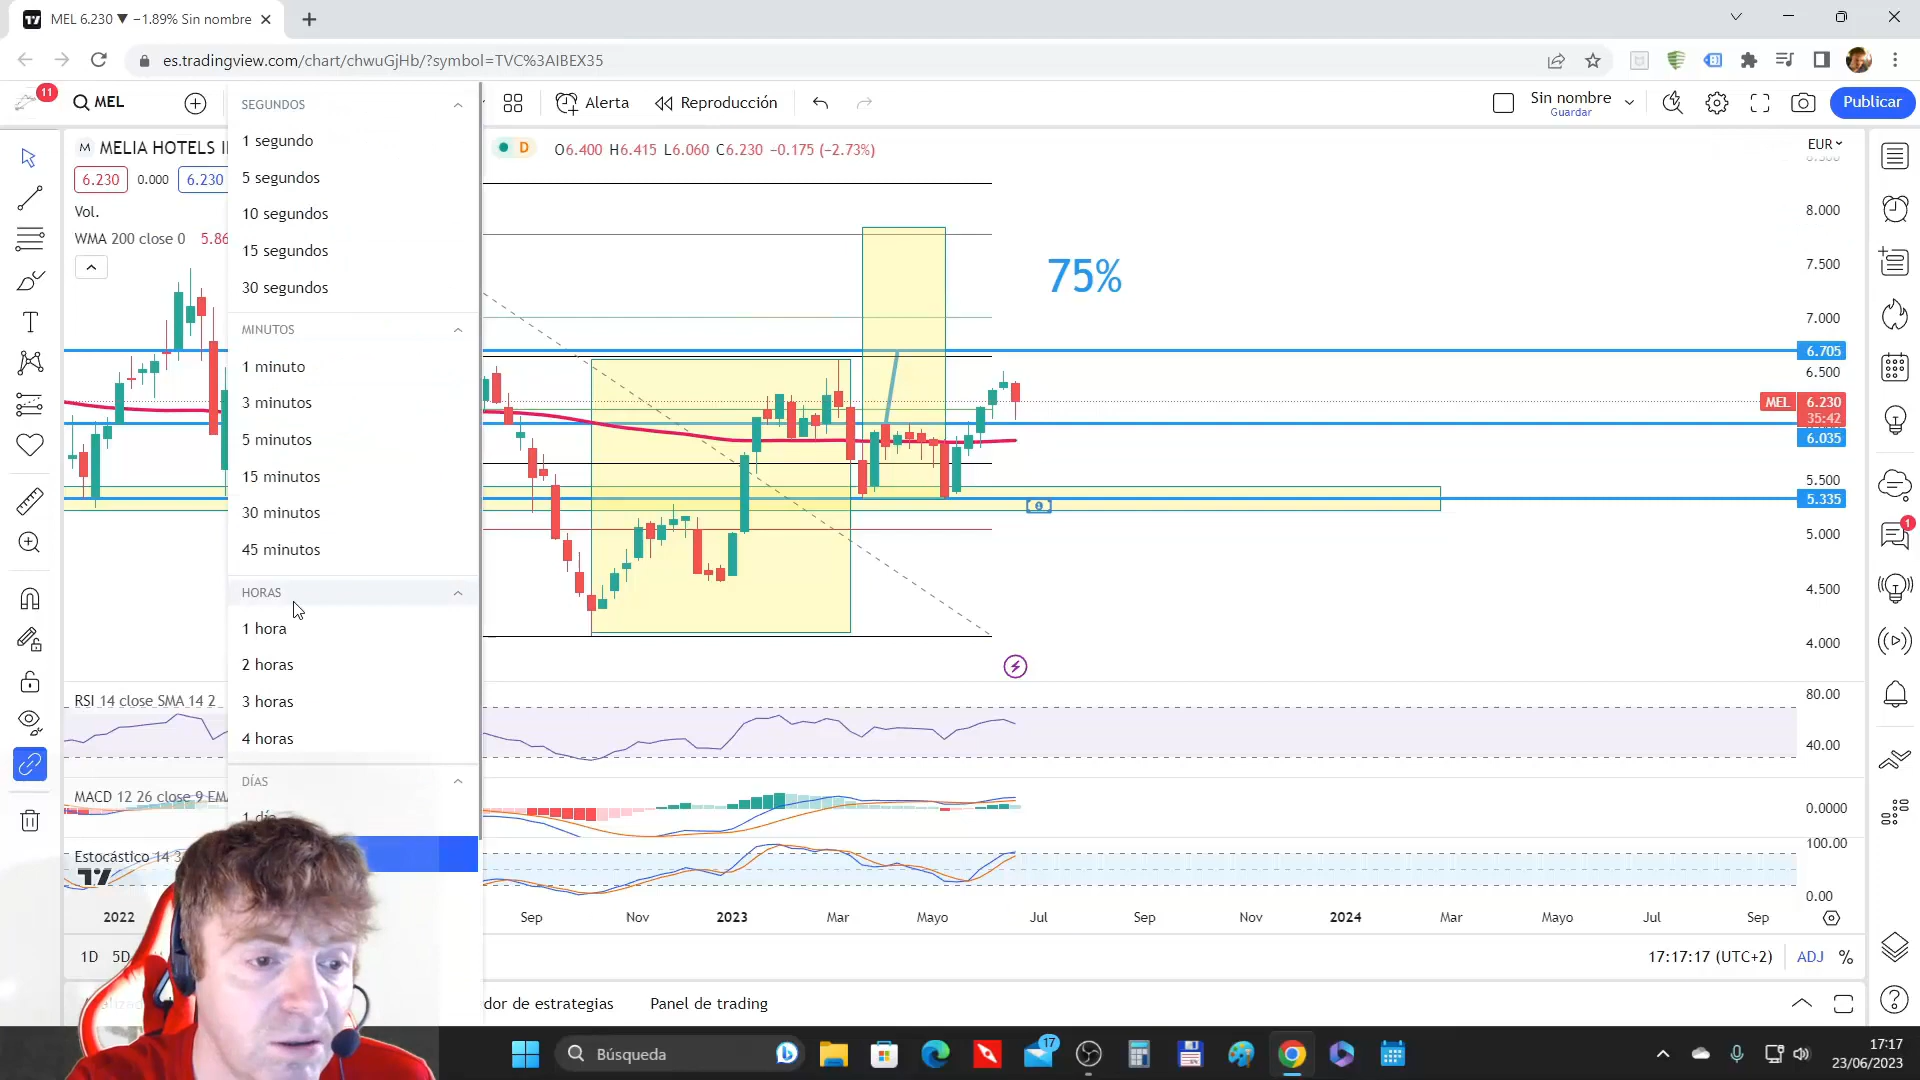 MEL 6.230 ▼ −1.89% Sin nombre
es.tradingview.com/chart/chwuGjHb/?symbol=TVC%3AIBEX35
11
MEL
Alerta
Reproducción
Sin nombre
Guardar
Publicar
SEGUNDOS
1 segundo
5 segundos
10 segundos
15 segundos
30 segundos
MINUTOS
1 minuto
3 minutos
5 minutos
15 minutos
30 minutos
45 minutos
HORAS
1 hora
2 horas
3 horas
4 horas
DÍAS
1 día
M MELIA HOTELS
D
O6.400 H6.415 L6.060 C6.230 −0.175 (−2.73%)
6.230 0.000 6.230
Vol.
WMA 200 close 0 5.86
75%
EUR
8.000
7.500
7.000
6.705
6.500
MEL 6.230
35:42
6.035
5.500
5.335
5.000
4.500
4.000
RSI 14 close SMA 14 2
80.00
40.00
MACD 12 26 close 9 EMA
0.0000
Estocástico 14 3
100.00
0.00
2022 Sep Nov 2023 Mar Mayo Jul Sep Nov 2024 Mar Mayo Jul Sep
1D 5D
17:17:17 (UTC+2)
ADJ %
dor de estrategias
Panel de trading
1
Búsqueda
17
17:17
23/06/2023